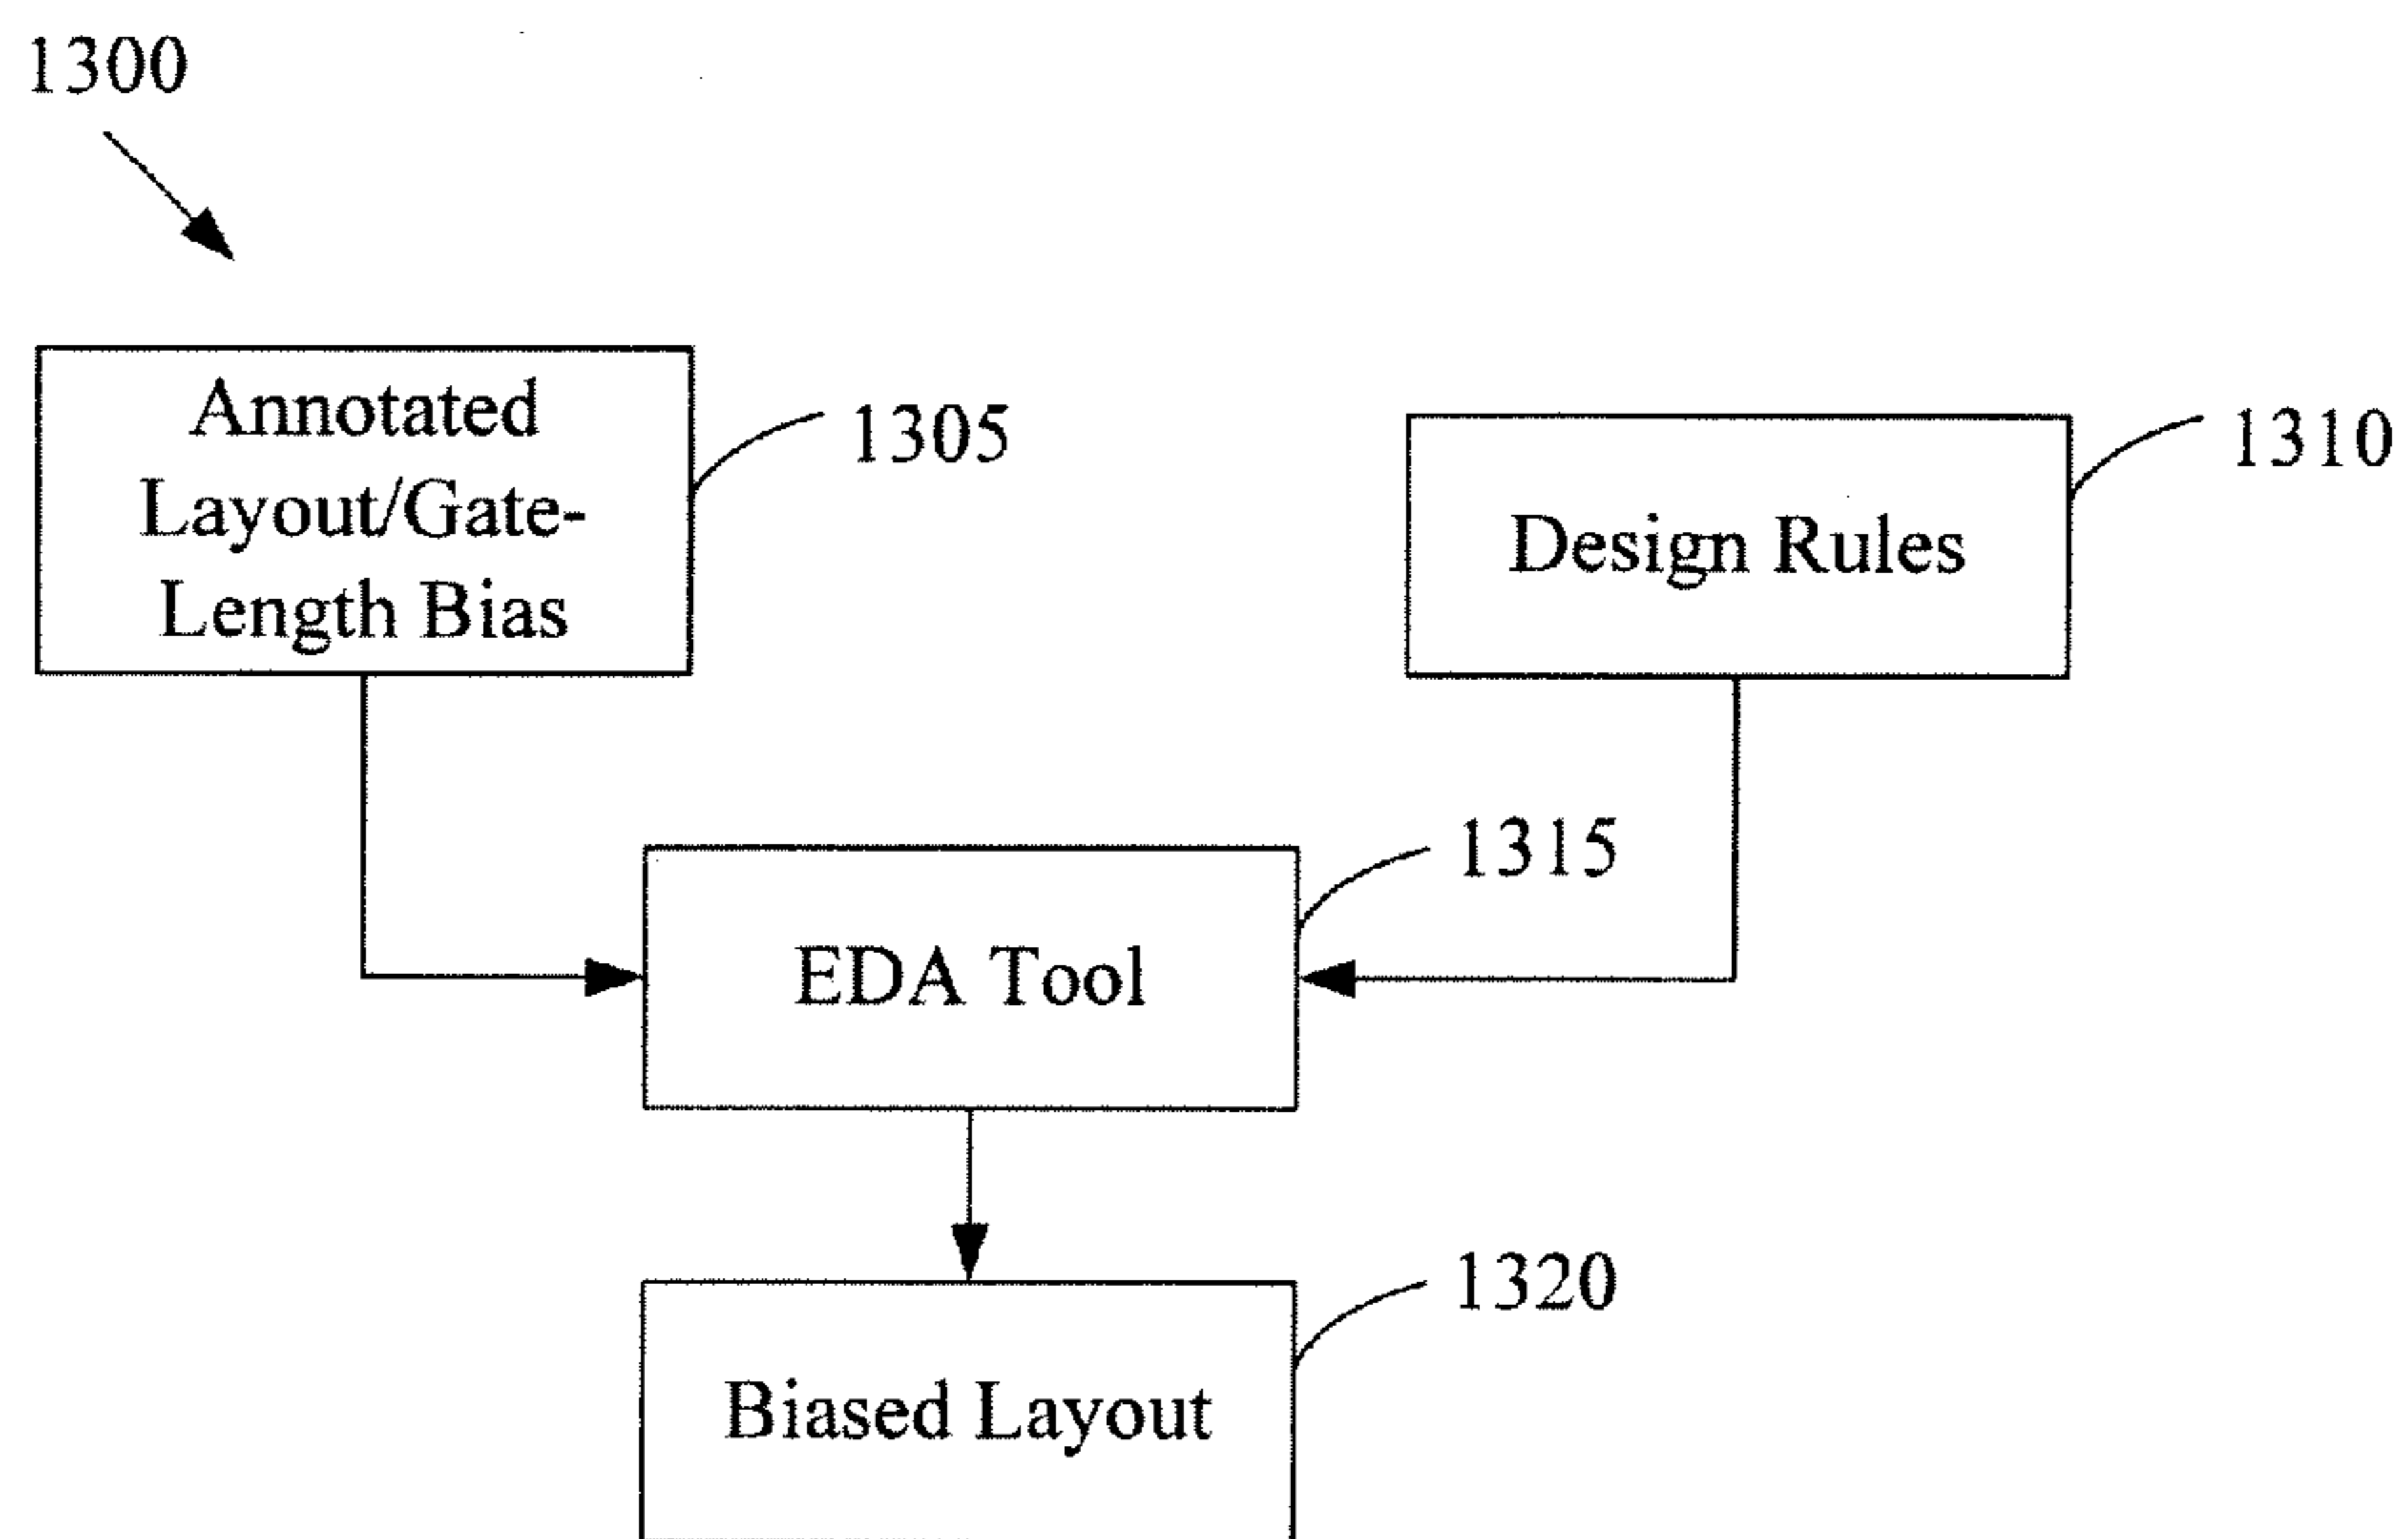 1300
Annotated
Layout/Gate-
Length Bias
1305
Design Rules
1310
EDA Tool
1315
Biased Layout
1320